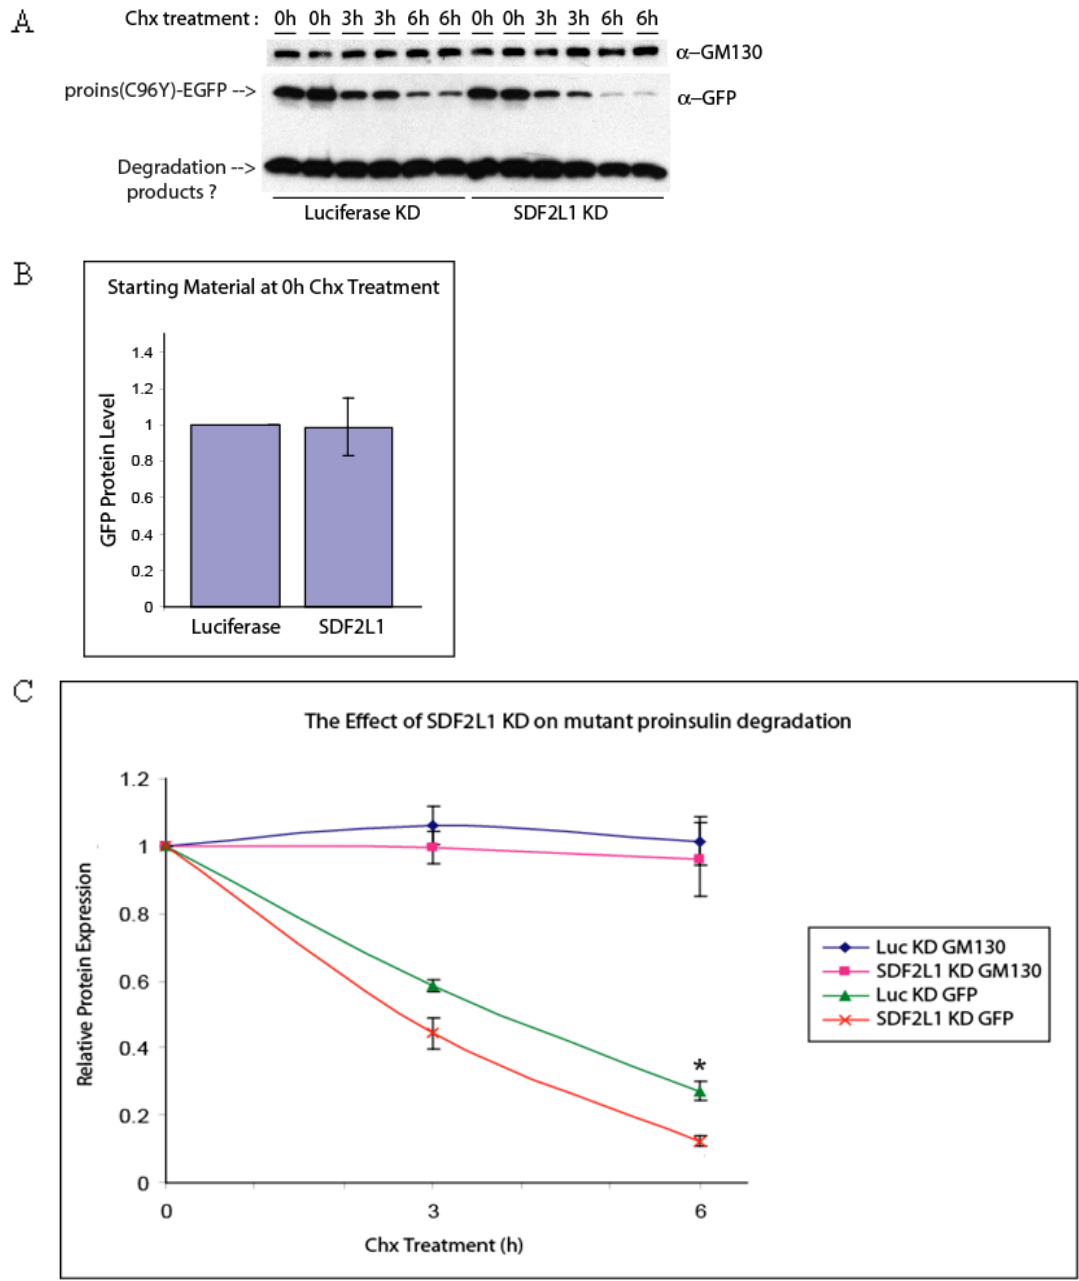 A
Chx treatment : 0h 0h 3h 3h 6h 6h 0h 0h 3h 3h 6h 6h
α–GM130
proins(C96Y)-EGFP -->
α–GFP
Degradation -->
products ?
Luciferase KD SDF2L1 KD
B
Starting Material at 0h Chx Treatment
GFP Protein Level
1.4
1.2
1
0.8
0.6
0.4
0.2
0
Luciferase SDF2L1
C
The Effect of SDF2L1 KD on mutant proinsulin degradation
Relative Protein Expression
1.2
1
0.8
0.6
0.4
0.2
0
*
0 3 6
Chx Treatment (h)
Luc KD GM130
SDF2L1 KD GM130
Luc KD GFP
SDF2L1 KD GFP